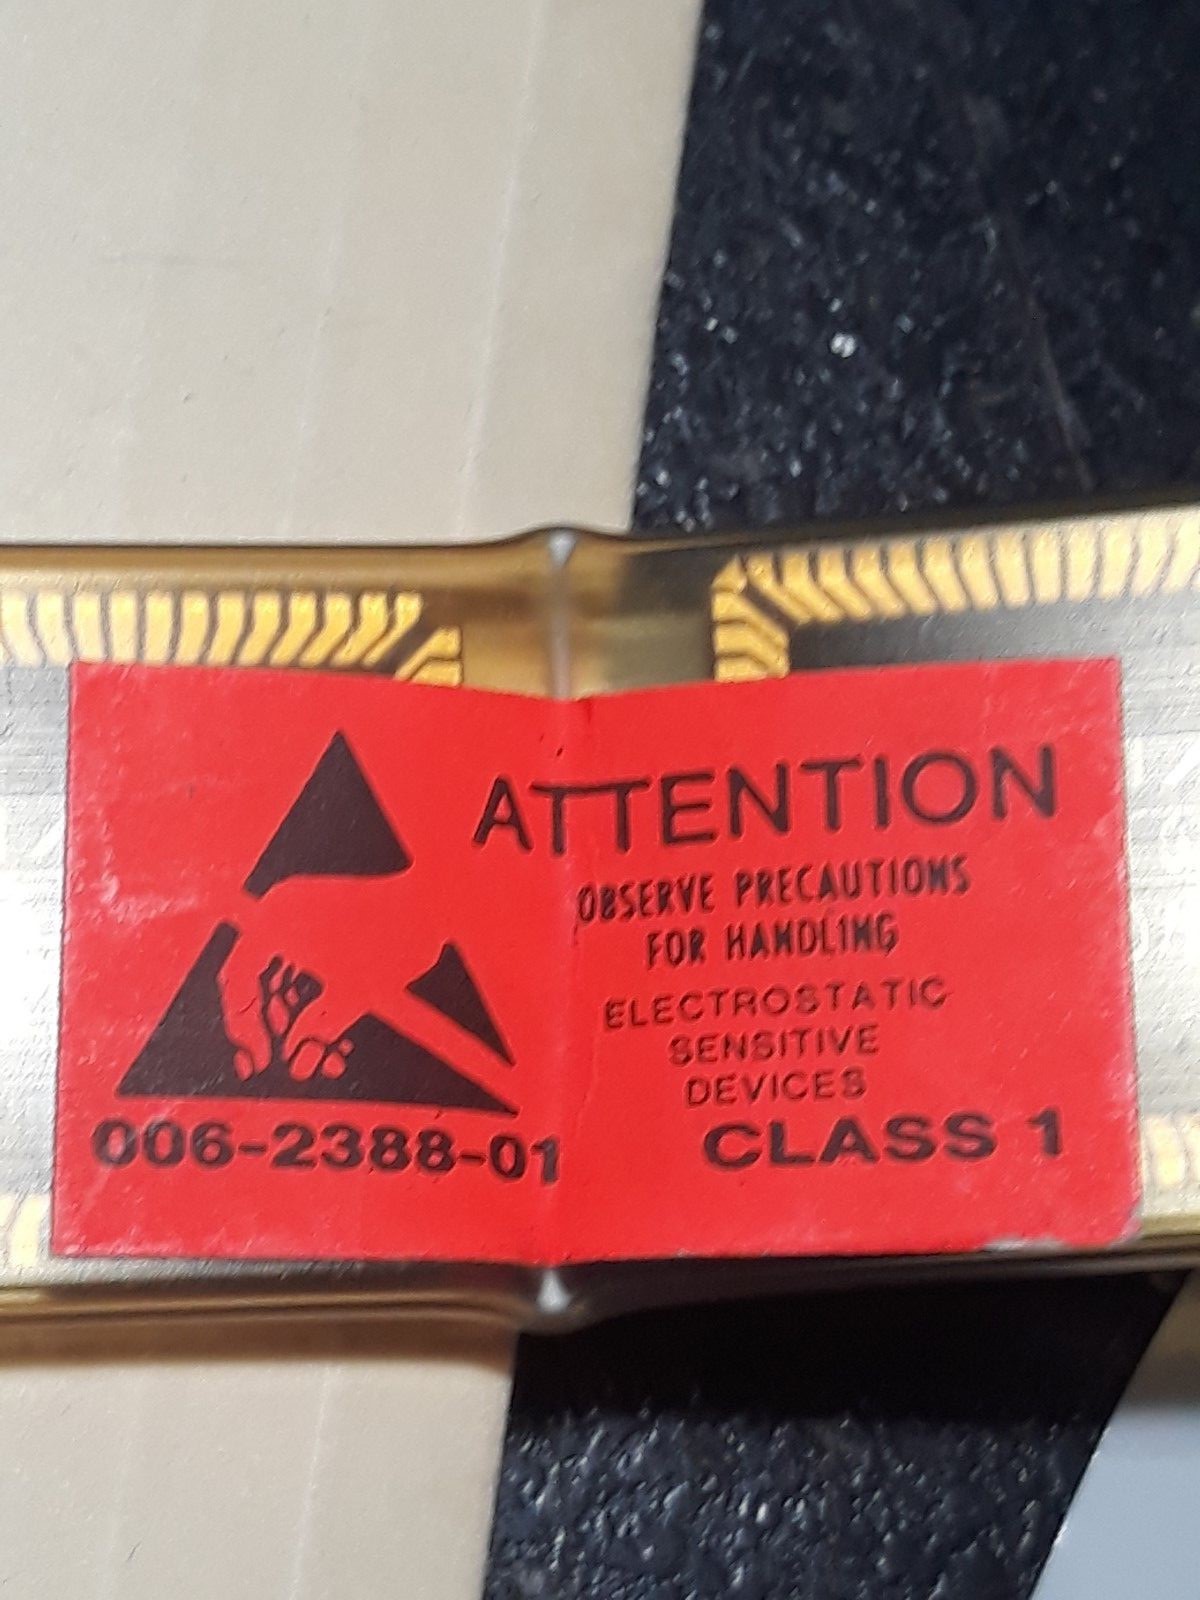 ATTENTION
OBSERVE PRECAUTIONS
FOR HANDLING
ELECTROSTATIC
SENSITIVE
DEVICES
006-2388-01
CLASS 1